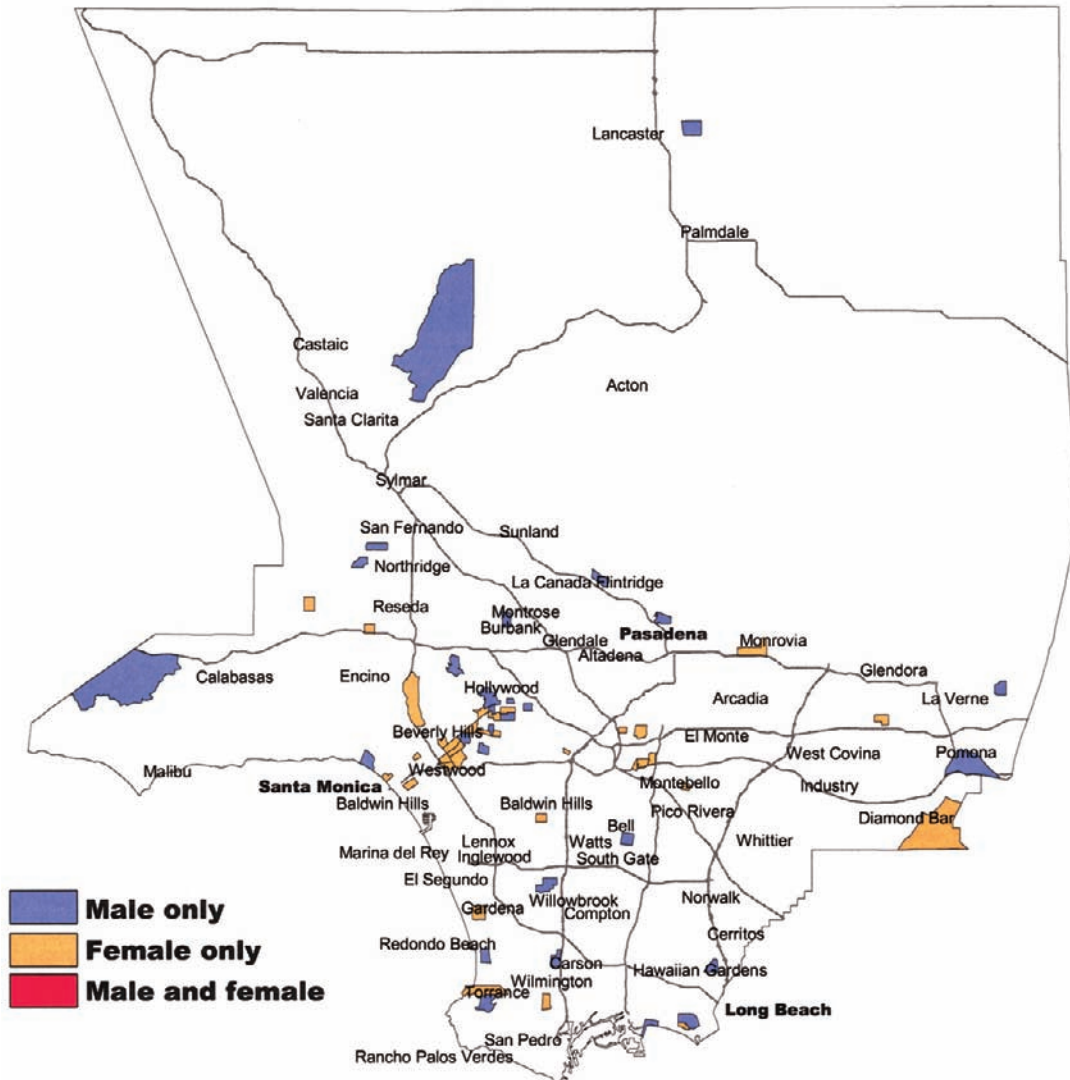 Lancaster
Palmdale
Castaic
Acton
Valencia
Santa Clarita
Sylmar
San Fernando
Sunland
Northridge
La Canada Flintridge
Reseda
Montrose
Burbank
Pasadena
Glendale
Monrovia
Altadena
Glendora
Calabasas
Encino
Hollywood
Arcadia
La Verne
Beverly Hills
El Monte
West Covina
Pomona
Malibu
Westwood
Santa Monica
Montebello
Industry
Baldwin Hills
Baldwin Hills
Pico Rivera
Diamond Bar
Bell
Watts
Whittier
Lennox
Marina del Rey
Inglewood
South Gate
El Segundo
Willowbrook
Norwalk
Gardena
Compton
Cerritos
Redondo Beach
Carson
Hawaiian Gardens
Wilmington
Torrance
Long Beach
San Pedro
Rancho Palos Verdes
Male only
Female only
Male and female